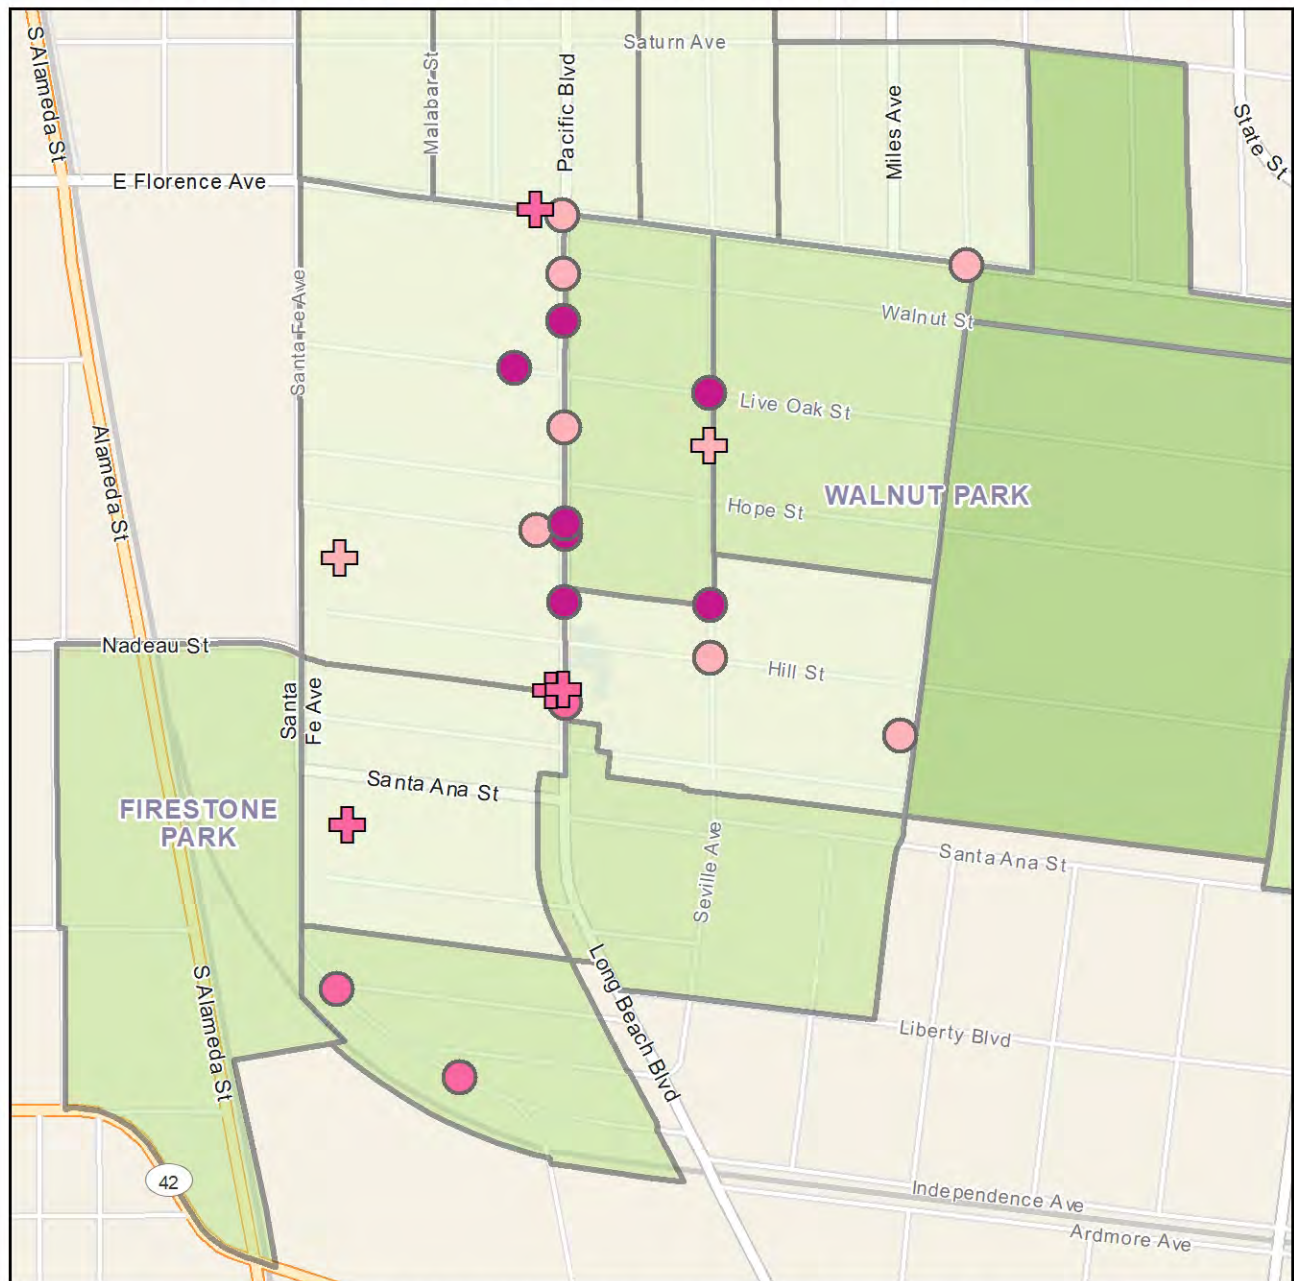 Saturn Ave
S Alameda St
Malabar St
Pacific Blvd
Miles Ave
State St
E Florence Ave
Santa Fe Ave
Walnut St
Live Oak St
Alameda St
WALNUT PARK
Hope St
Nadeau St
Hill St
Santa
Fe Ave
Santa Ana St
FIRESTONE
PARK
Seville Ave
Santa Ana St
Long Beach Blvd
S Alameda St
Liberty Blvd
42
Independence Ave
Ardmore Ave